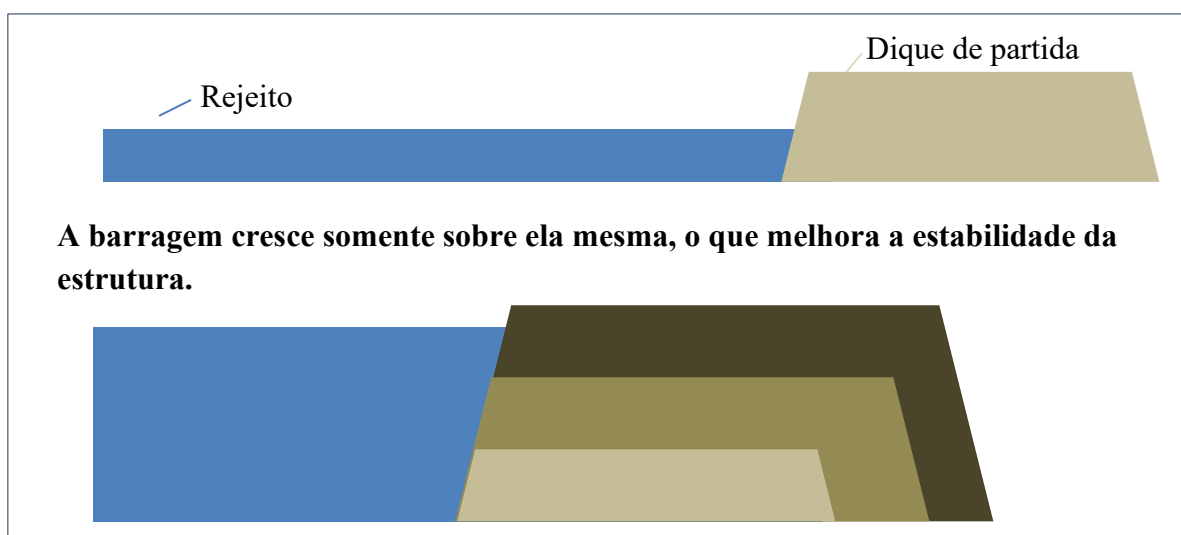 Dique de partida
Rejeito
A barragem cresce somente sobre ela mesma, o que melhora a estabilidade da
estrutura.